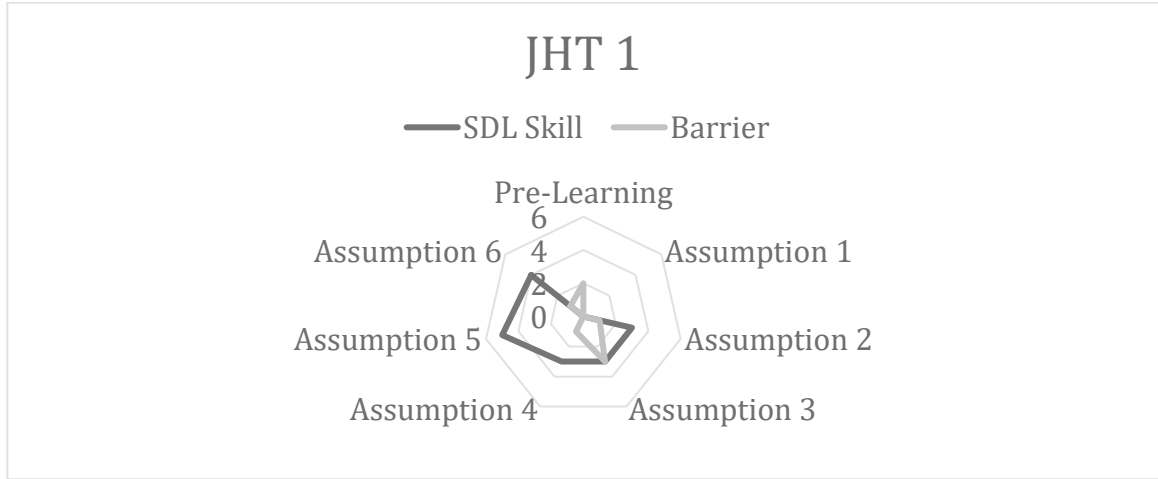 JHT 1
SDL Skill Barrier
Pre-Learning
6
Assumption 6 4 Assumption 1
2
0
Assumption 5 Assumption 2
Assumption 4 Assumption 3